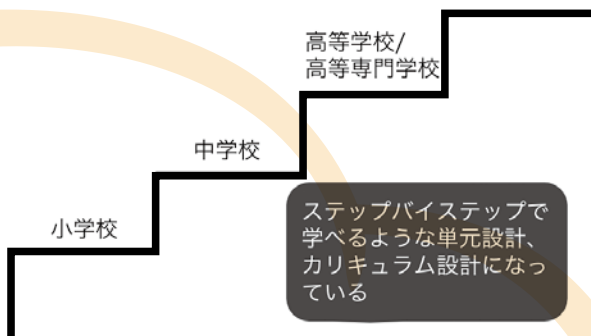 高等学校/
高等専門学校
中学校
小学校
ステップバイステップで
学べるような単元設計、
カリキュラム設計になっ
ている